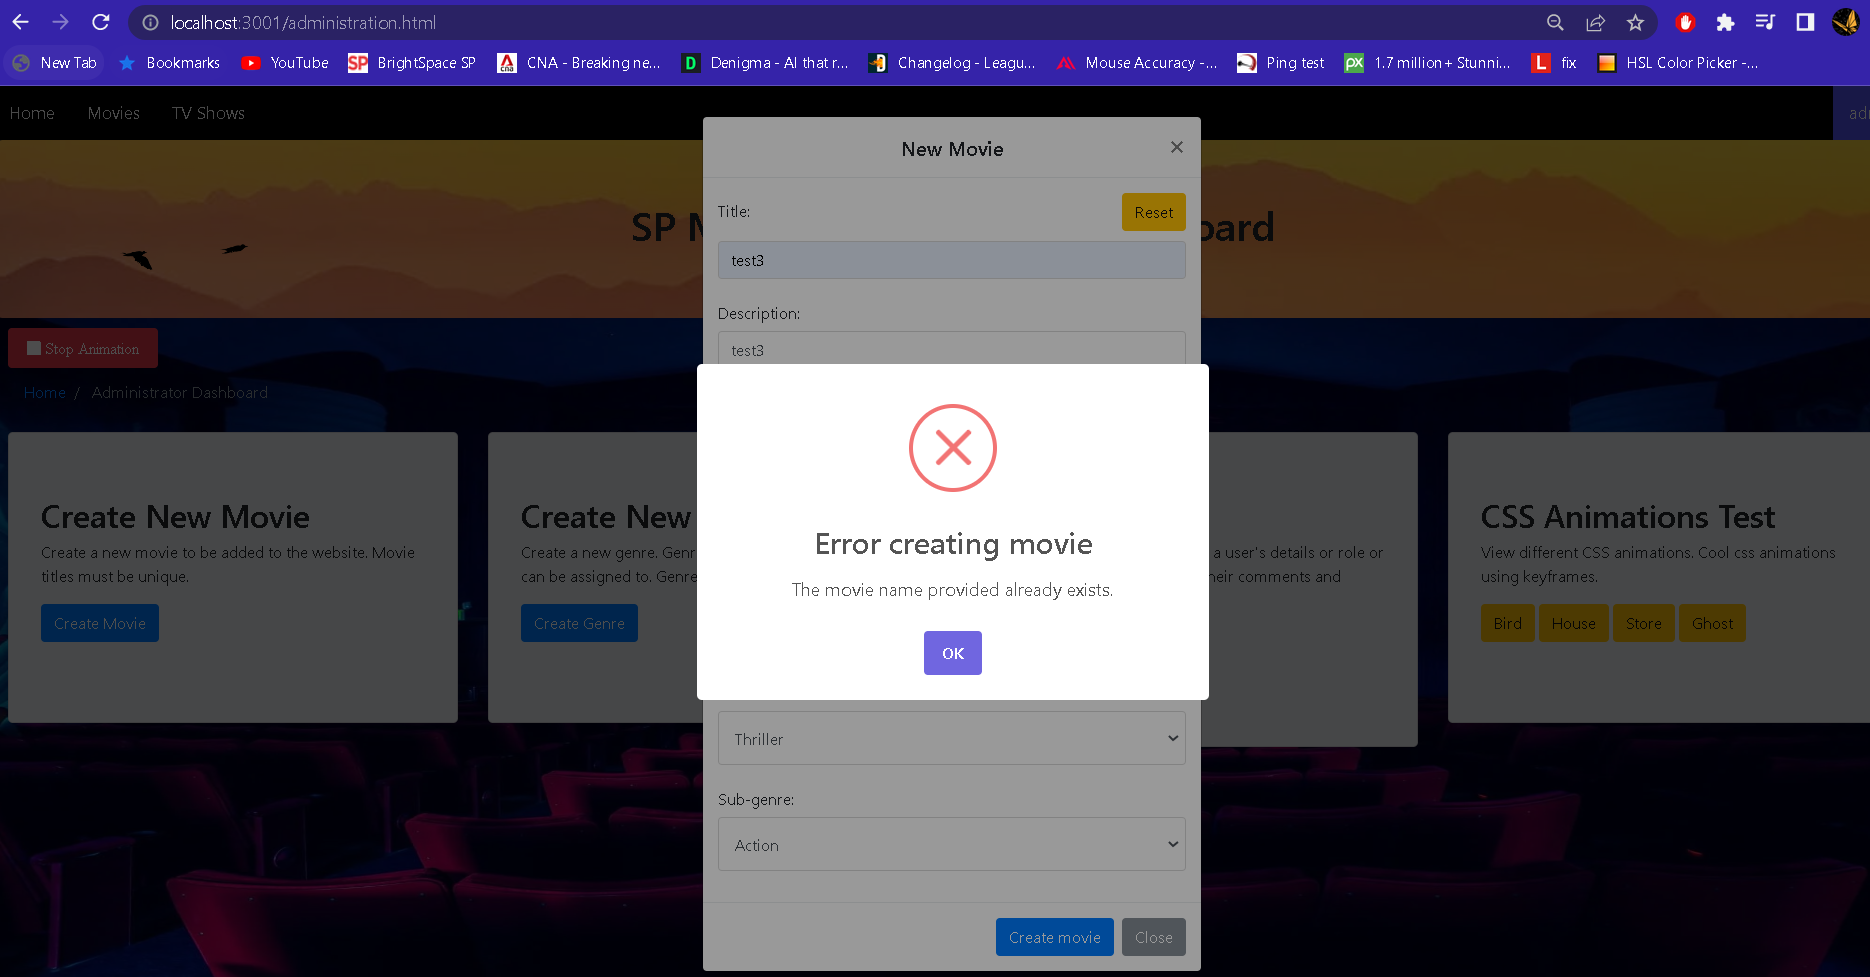 localhost:3001/administration.html
New Tab Bookmarks YouTube BrightSpace SP CNA - Breaking ne... Denigma - AI that r... Changelog - Leagu... Mouse Accuracy -... Ping test 1.7 million+ Stunni... fix HSL Color Picker -...
Home Movies TV Shows
New Movie ×
Title: Reset
SP M oard
test3
Description:
test3
Stop Animation
Home / Administrator Dashboard
Error creating movie
The movie name provided already exists.
OK
Create New Movie
Create a new movie to be added to the website. Movie
titles must be unique.
Create Movie
Create New
Create a new genre. Genr
can be assigned to. Genre
Create Genre
a user's details or role or
heir comments and
CSS Animations Test
View different CSS animations. Cool css animations
using keyframes.
Bird House Store Ghost
Thriller
Sub-genre:
Action
Create movie Close